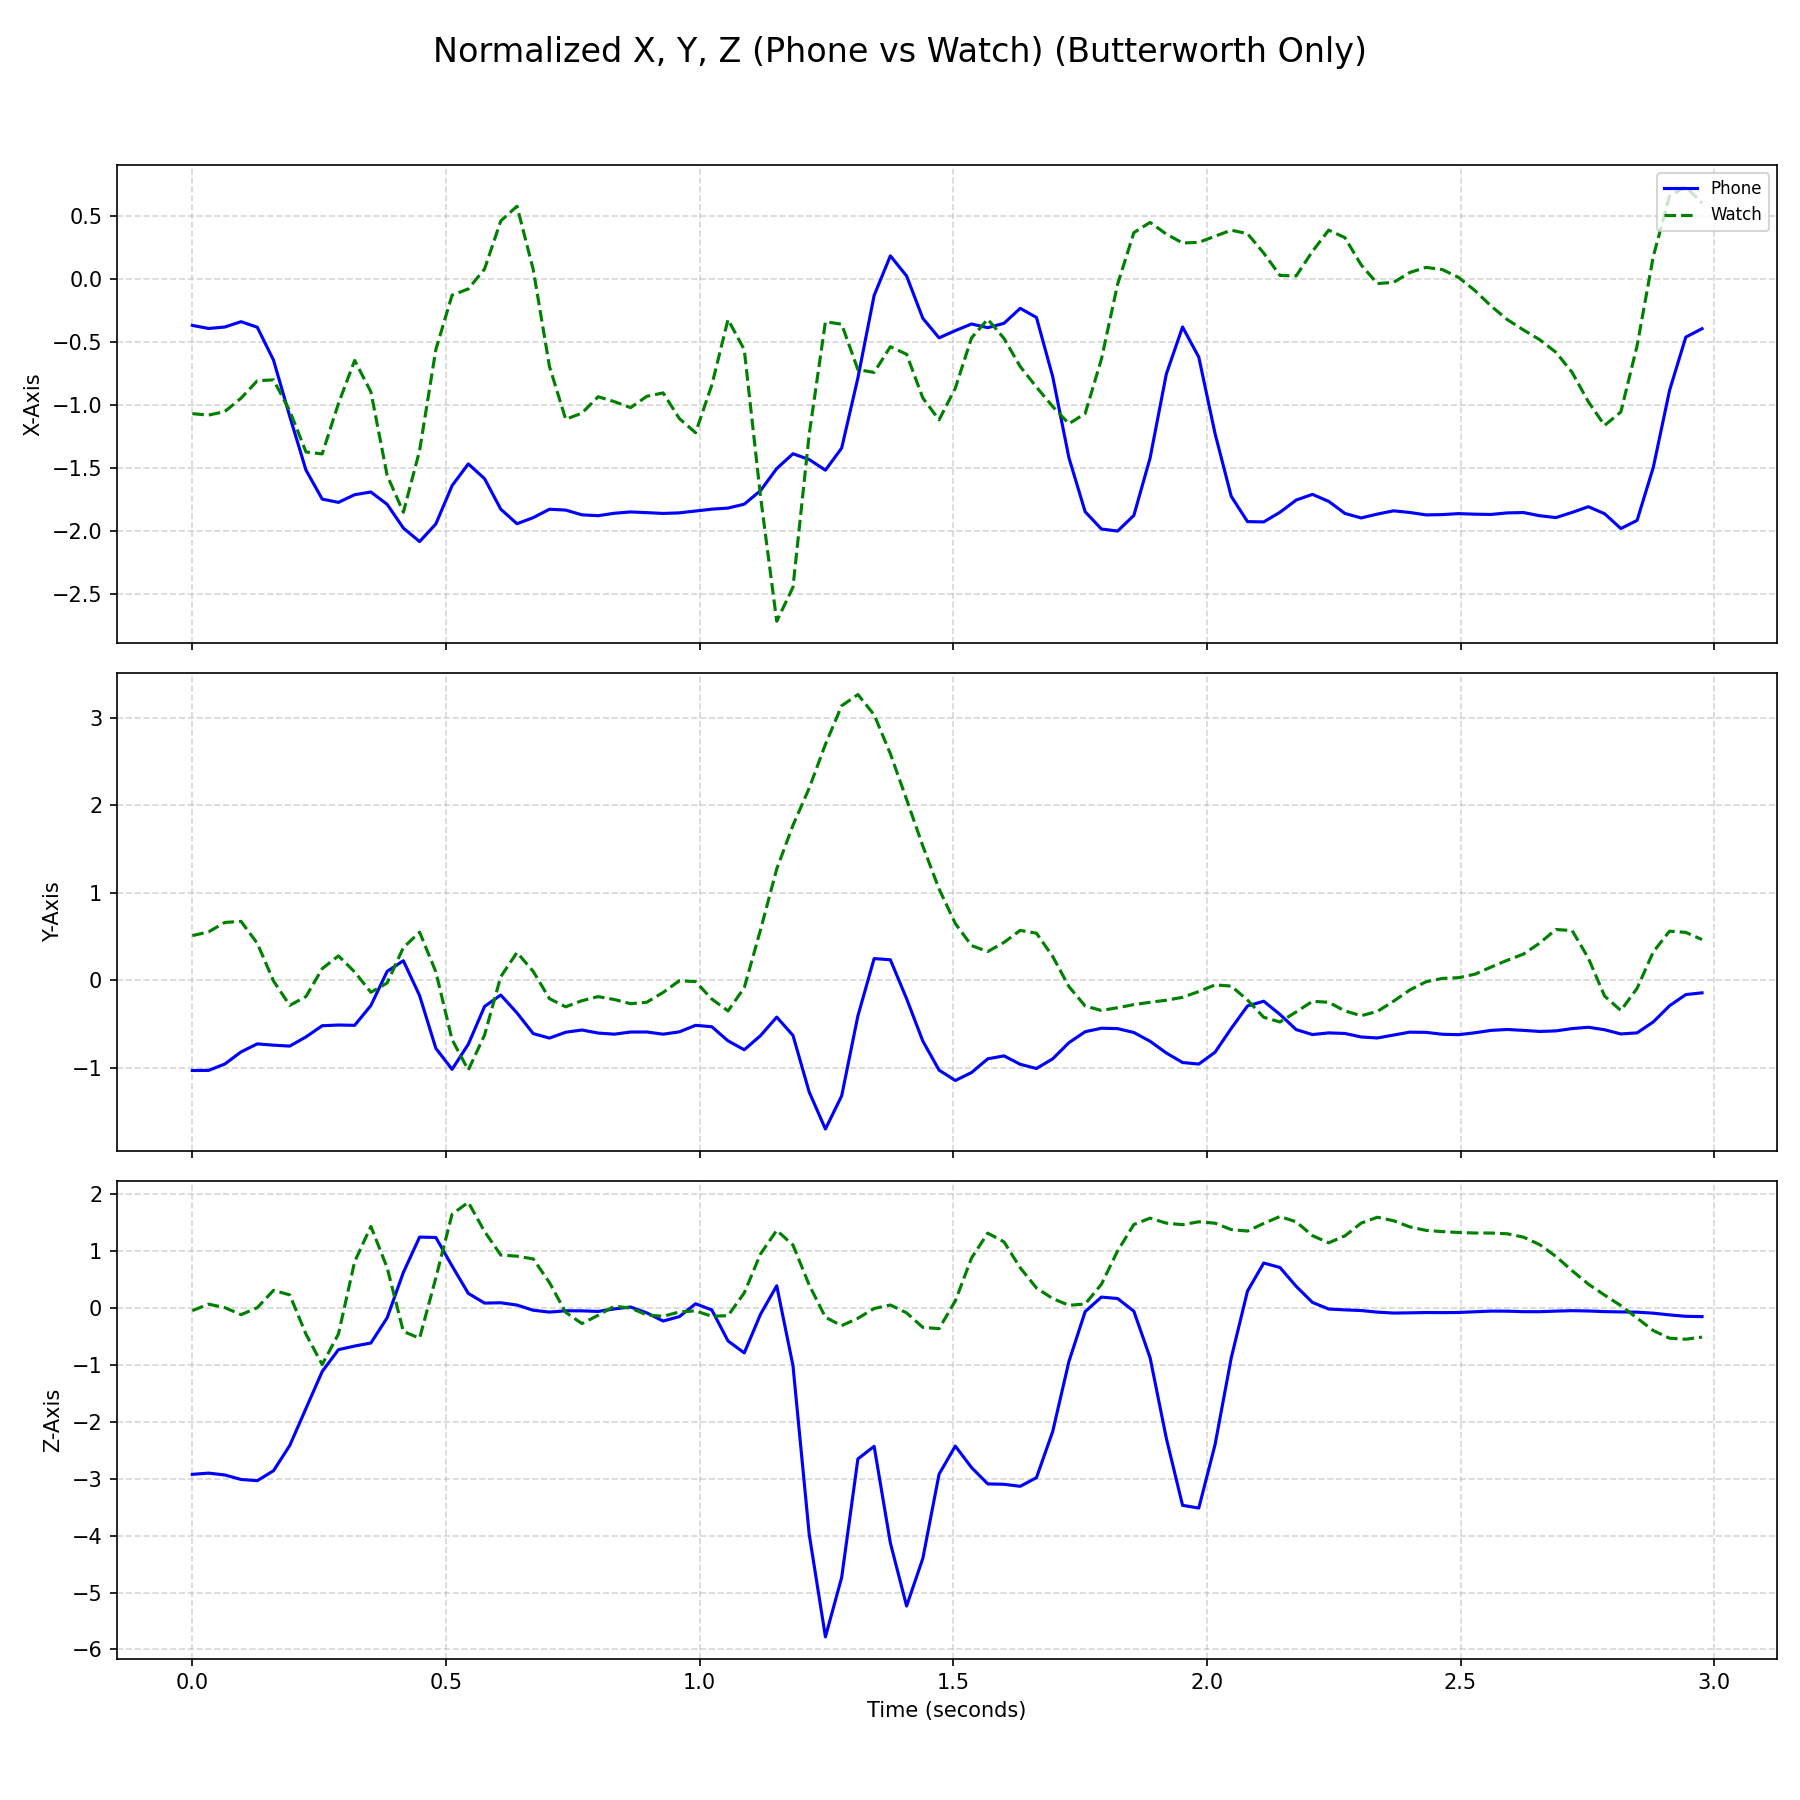 Normalized X, Y, Z (Phone vs Watch) (Butterworth Only)
Phone
Watch
0.5
0.0
−0.5
−1.0
−1.5
−2.0
−2.5
X-Axis
3
2
1
0
−1
Y-Axis
2
1
0
−1
−2
−3
−4
−5
−6
Z-Axis
0.0 0.5 1.0 1.5 2.0 2.5 3.0
Time (seconds)